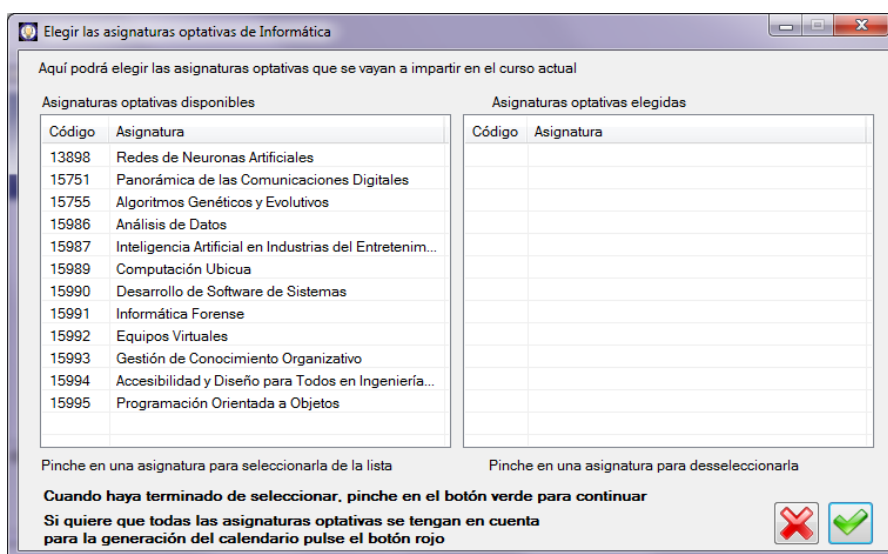 Elegir las asignaturas optativas de Informática
Aquí podrá elegir las asignaturas optativas que se vayan a impartir en el curso actual
Asignaturas optativas disponibles
Asignaturas optativas elegidas
Código Asignatura
Código Asignatura
13898 Redes de Neuronas Artificiales
15751 Panorámica de las Comunicaciones Digitales
15755 Algoritmos Genéticos y Evolutivos
15986 Análisis de Datos
15987 Inteligencia Artificial en Industrias del Entretenim...
15989 Computación Ubicua
15990 Desarrollo de Software de Sistemas
15991 Informática Forense
15992 Equipos Virtuales
15993 Gestión de Conocimiento Organizativo
15994 Accesibilidad y Diseño para Todos en Ingeniería...
15995 Programación Orientada a Objetos
Pinche en una asignatura para seleccionarla de la lista
Pinche en una asignatura para desseleccionarla
Cuando haya terminado de seleccionar, pinche en el botón verde para continuar
Si quiere que todas las asignaturas optativas se tengan en cuenta
para la generación del calendario pulse el botón rojo